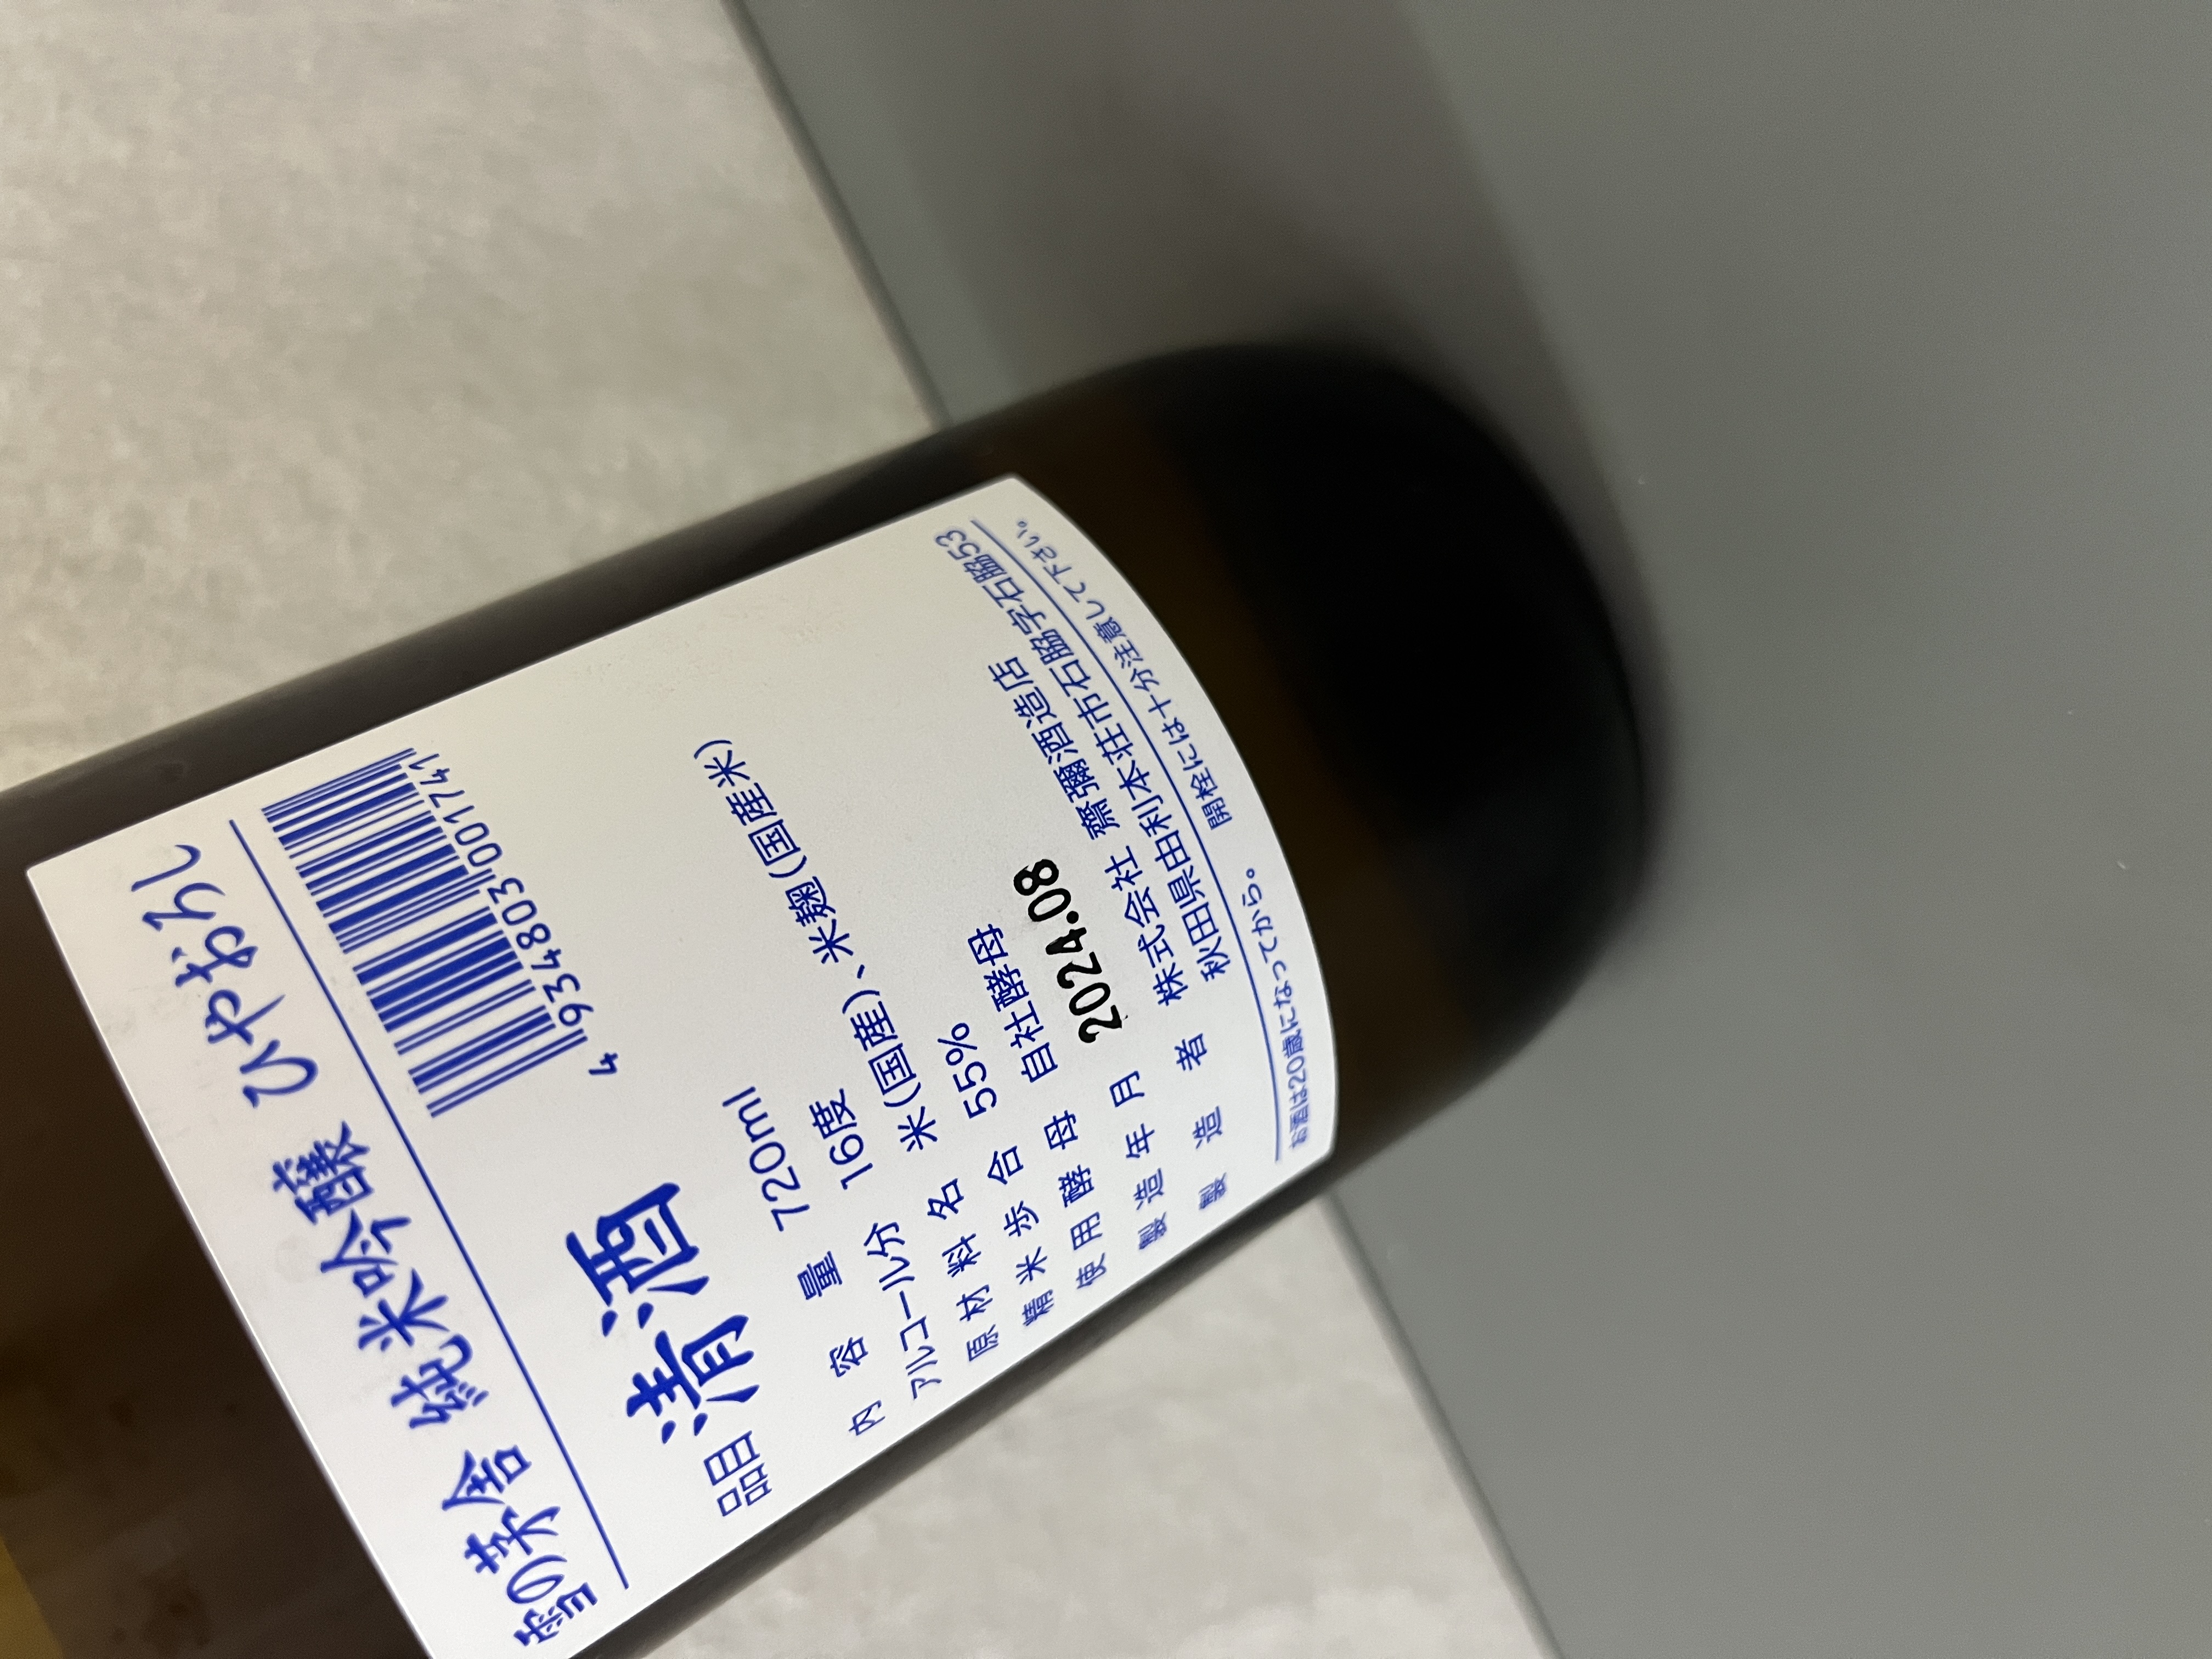 雪の茅舎 純米吟醸 ひやおろし
4 934803 001741
品目 清酒
内容量 720ml
アルコール分 16度
原材料名 米(国産)、米麹(国産米)
精米歩合 55%
使用酵母 自社酵母
製造年月 2024.08
製造者 株式会社 齋彌酒造店
秋田県由利本荘市石脇字石脇53
お酒は20歳になってから。 開栓には十分注意して下さい。